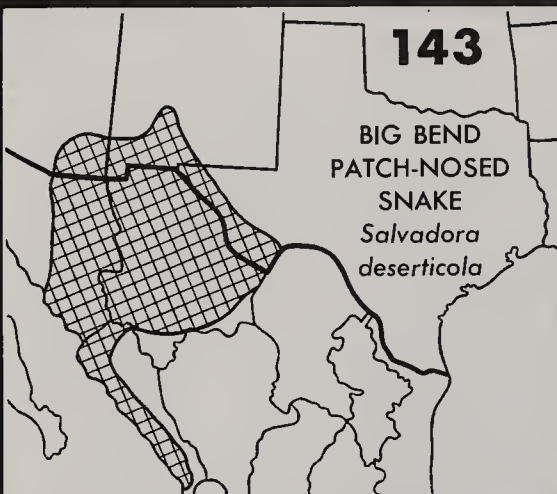 143
BIG BEND
PATCH-NOSED
SNAKE
Salvadora
deserticola